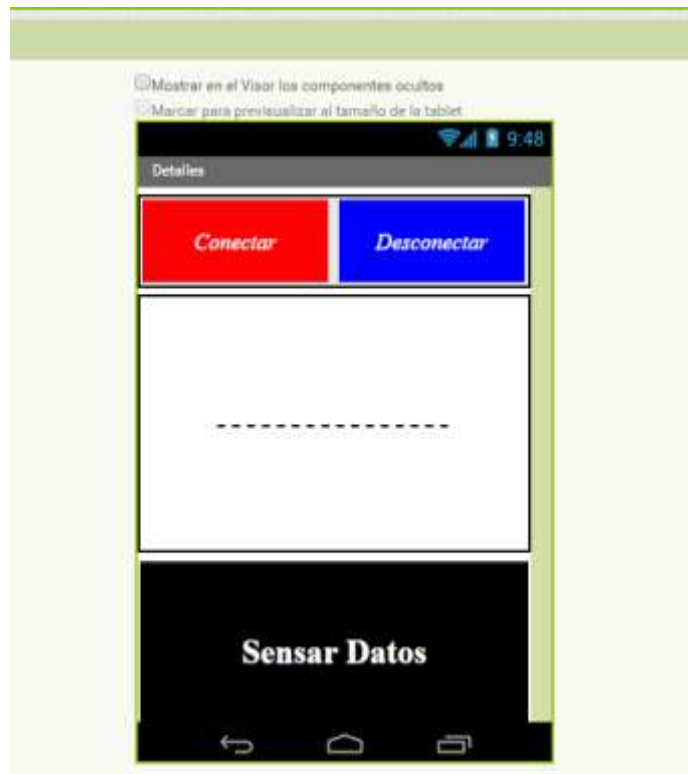 Mostrar en el Visor los componentes ocultos
Marcar para previsualizar al tamaño de la tablet
9:48
Detalles
Conectar Desconectar
----------------
Sensar Datos